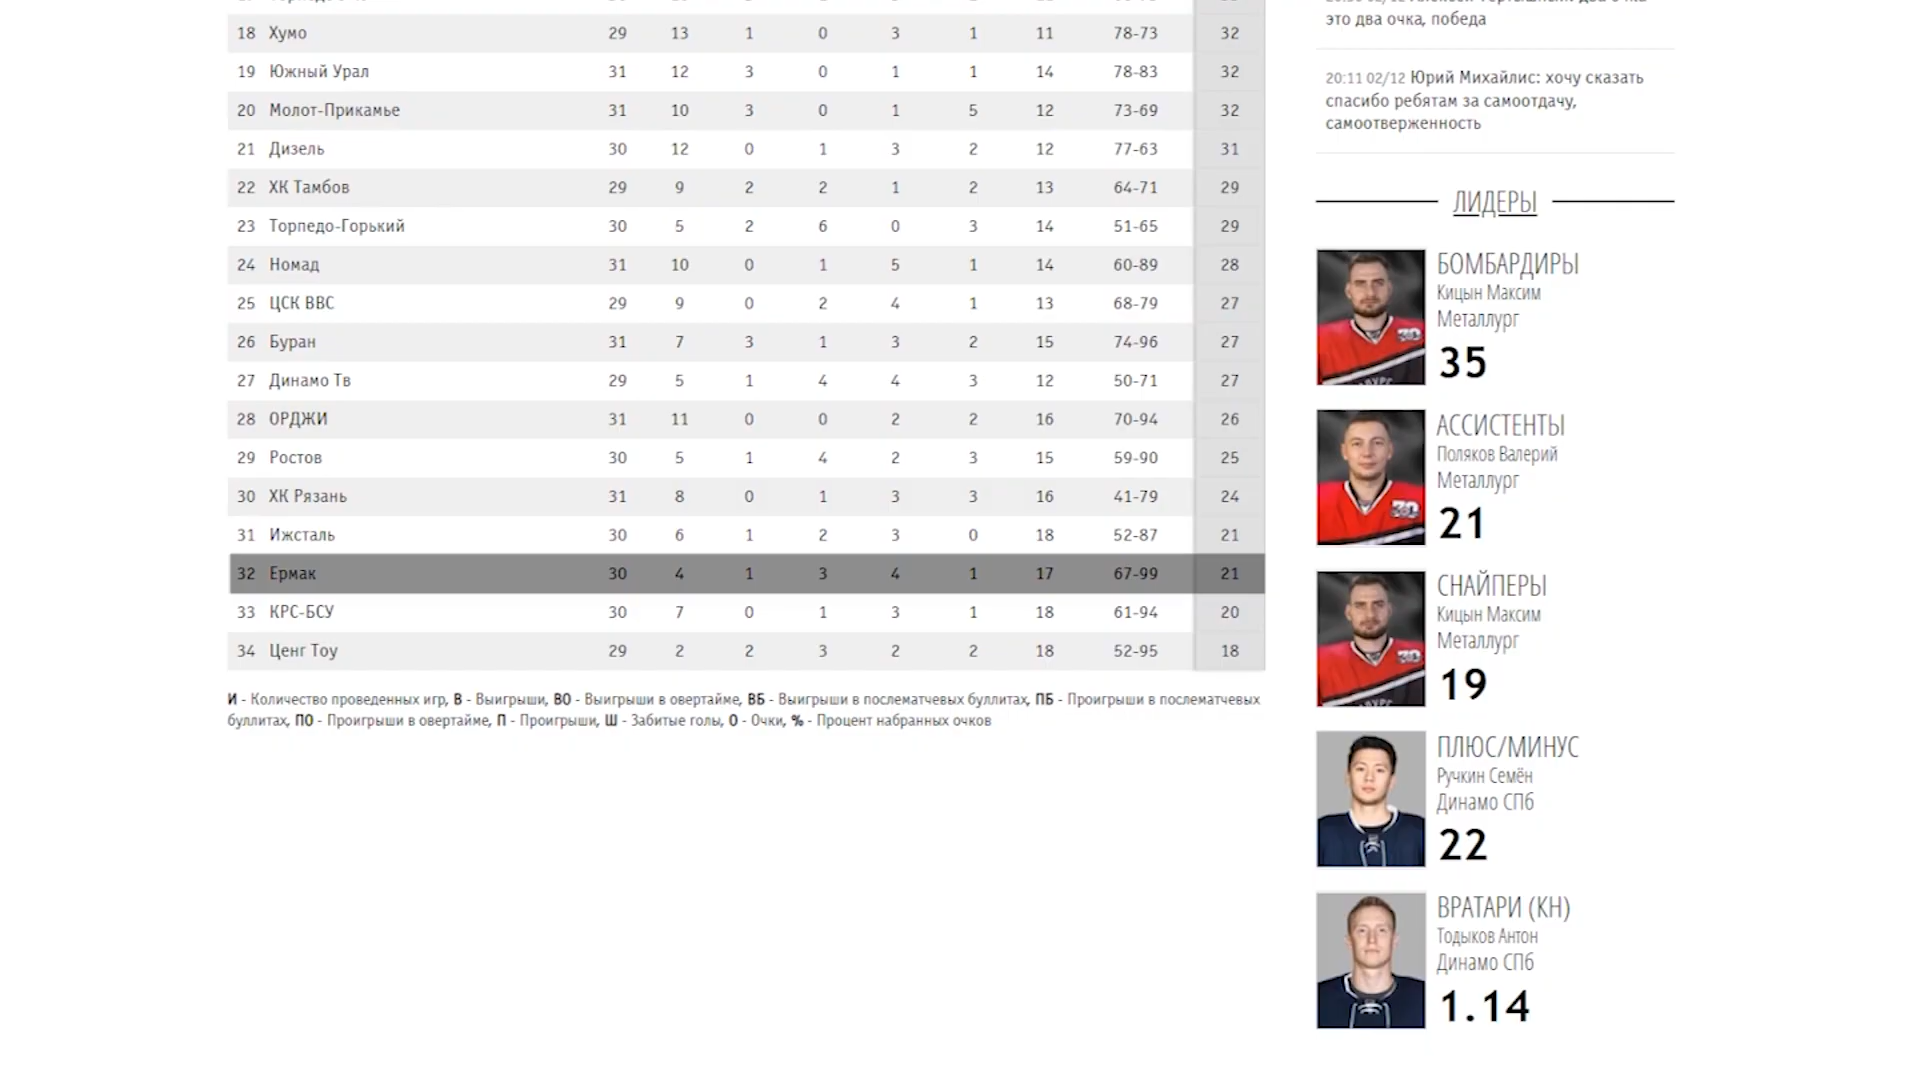 18 Хумо 29 13 1 0 3 1 11 78-73 32
19 Южный Урал 31 12 3 0 1 1 14 78-83 32
20 Молот-Прикамье 31 10 3 0 1 5 12 73-69 32
21 Дизель 30 12 0 1 3 2 12 77-63 31
22 ХК Тамбов 29 9 2 2 1 2 13 64-71 29
23 Торпедо-Горький 30 5 2 6 0 3 14 51-65 29
24 Номад 31 10 0 1 5 1 14 60-89 28
25 ЦСК ВВС 29 9 0 2 4 1 13 68-79 27
26 Буран 31 7 3 1 3 2 15 74-96 27
27 Динамо Тв 29 5 1 4 4 3 12 50-71 27
28 ОРДЖИ 31 11 0 0 2 2 16 70-94 26
29 Ростов 30 5 1 4 2 3 15 59-90 25
30 ХК Рязань 31 8 0 1 3 3 16 41-79 24
31 Ижсталь 30 6 1 2 3 0 18 52-87 21
32 Ермак 30 4 1 3 4 1 17 67-99 21
33 КРС-БСУ 30 7 0 1 3 1 18 61-94 20
34 Ценг Тоу 29 2 2 3 2 2 18 52-95 18
И - Количество проведенных игр, В - Выигрыши, ВО - Выигрыши в овертайме, ВБ - Выигрыши в послематчевых буллитах, ПБ - Проигрыши в послематчевых
буллитах, ПО - Проигрыши в овертайме, П - Проигрыши, Ш - Забитые голы, О - Очки, % - Процент набранных очков
это два очка, победа
20:11 02/12 Юрий Михайлис: хочу сказать
спасибо ребятам за самоотдачу,
самоотверженность
ЛИДЕРЫ
БОМБАРДИРЫ
Кицын Максим
Металлург
35
АССИСТЕНТЫ
Поляков Валерий
Металлург
21
СНАЙПЕРЫ
Кицын Максим
Металлург
19
ПЛЮС/МИНУС
Ручкин Семён
Динамо СПб
22
ВРАТАРИ (КН)
Тодыков Антон
Динамо СПб
1.14